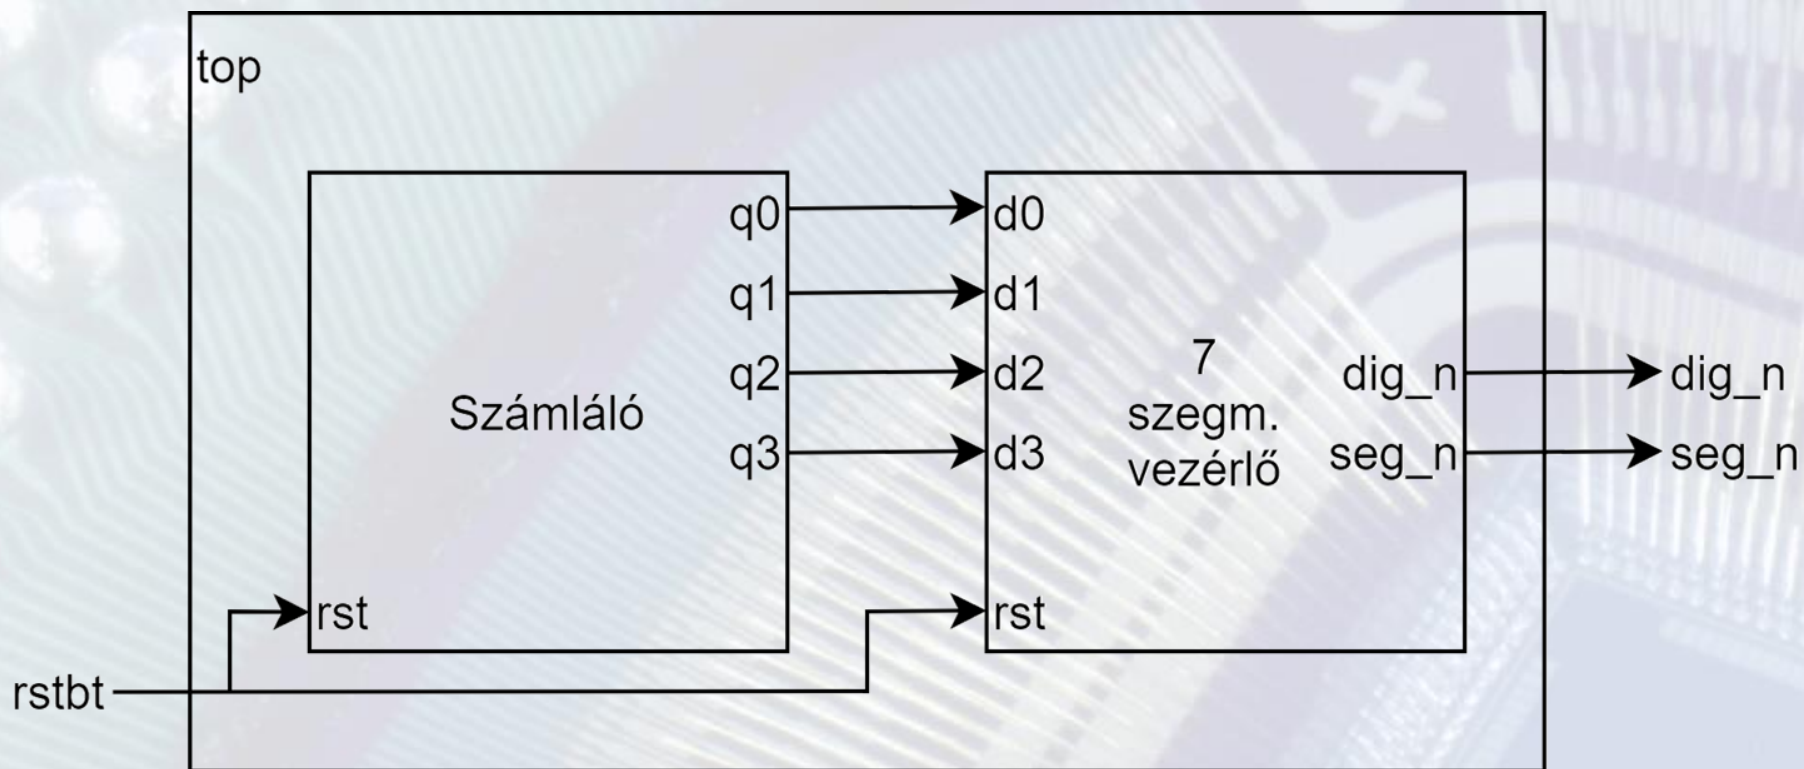 top
q0
d0
q1
d1
q2
d2
q3
d3
Számláló
7
szegm.
vezérlő
dig_n
dig_n
seg_n
seg_n
rst
rst
rstbt